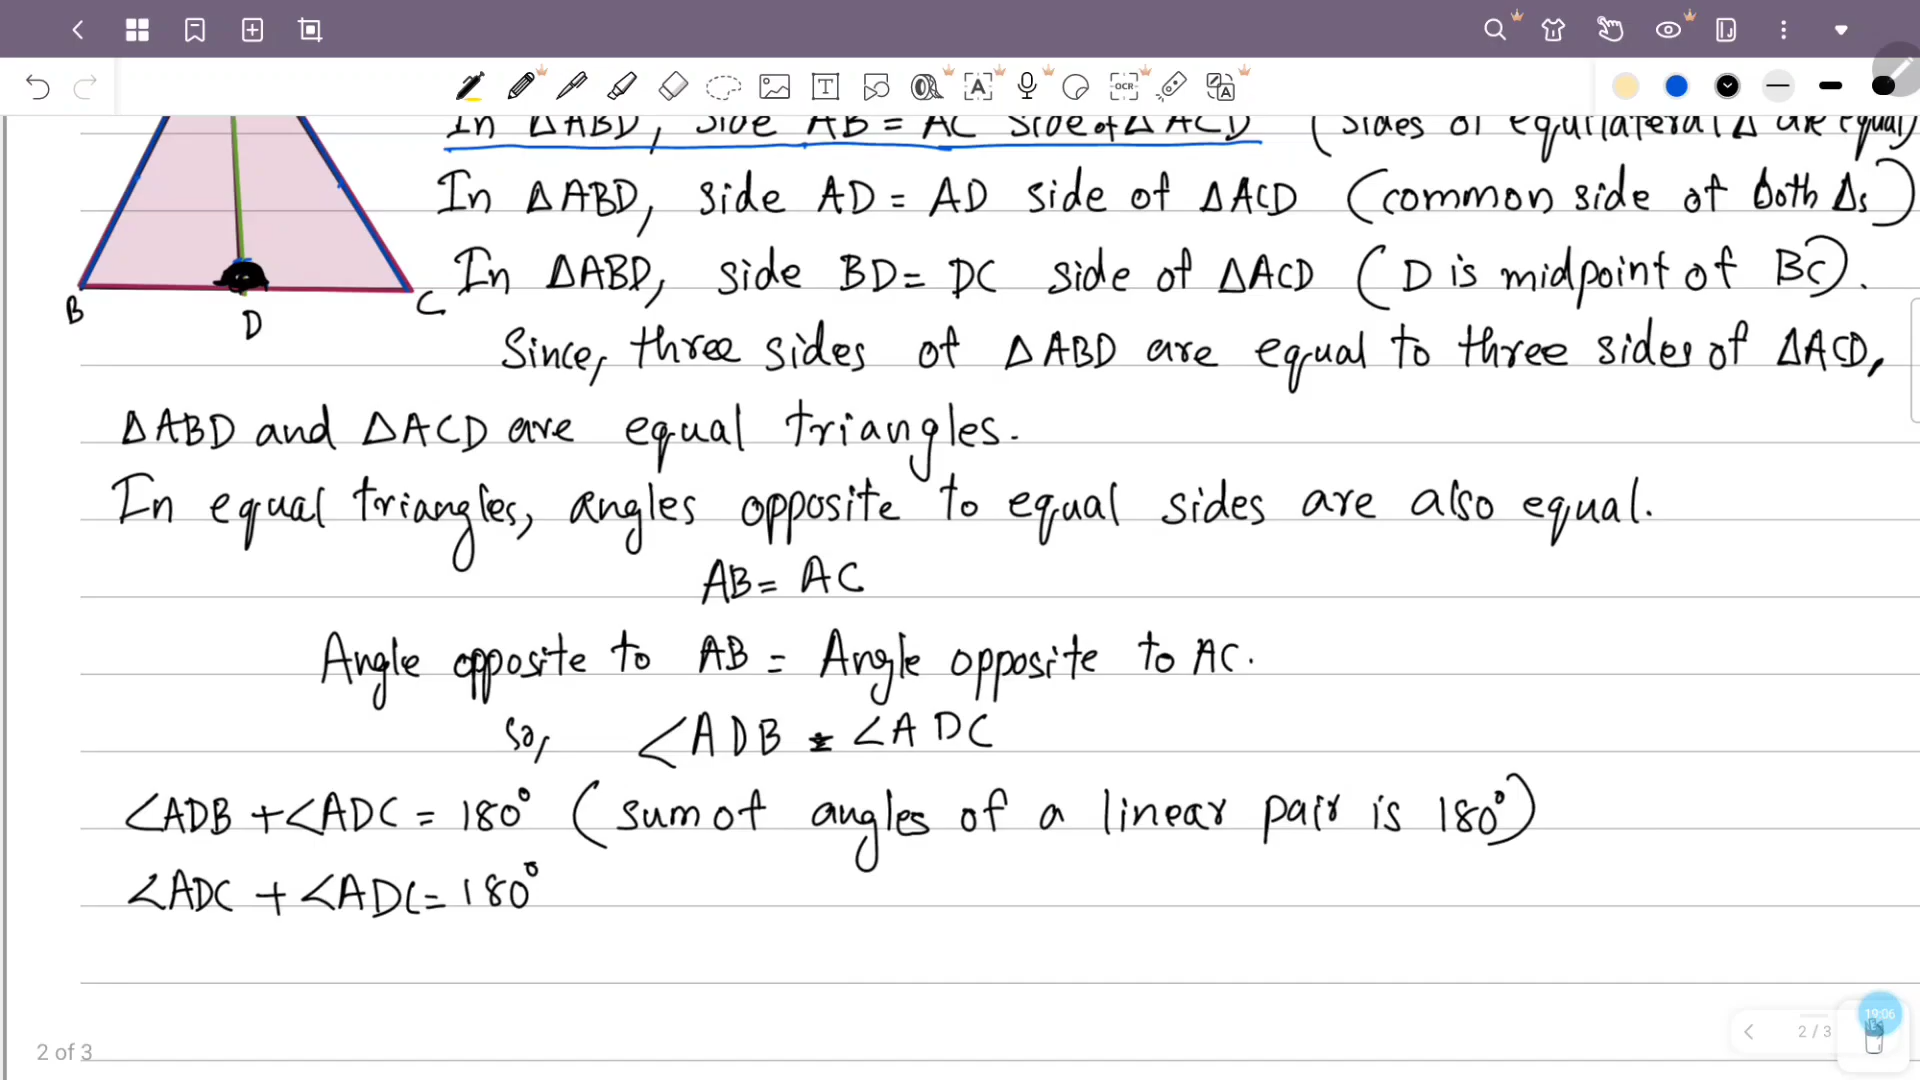 In ΔABD, side AB = AC side of Δ ACD (sides of equilateral Δ are equal)
In ΔABD, side AD = AD side of ΔACD (common side of both Δs)
In ΔABD, side BD = DC side of ΔACD (D is midpoint of BC).
B
D
C
Since, three sides of ΔABD are equal to three sides of ΔACD,
ΔABD and ΔACD are equal triangles.
In equal triangles, angles opposite to equal sides are also equal.
AB = AC
Angle opposite to AB = Angle opposite to AC.
so, ∠ADB = ∠ADC
∠ADB + ∠ADC = 180° (sum of angles of a linear pair is 180°)
∠ADC + ∠ADC = 180°
19:06
2 / 3
2 of 3